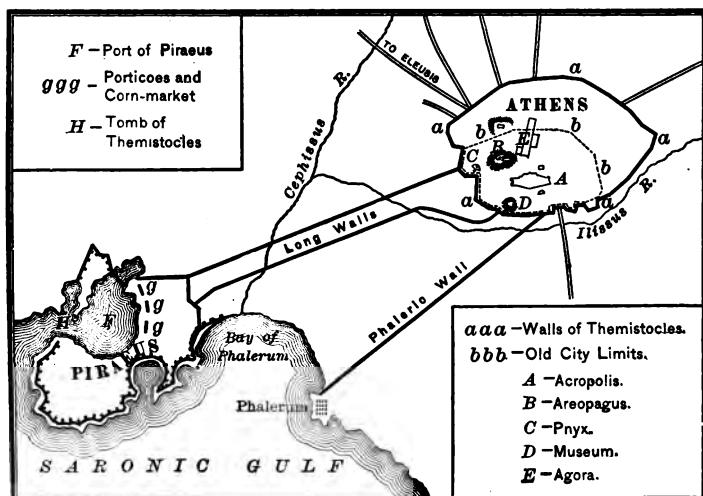 F – Port of Piraeus
ggg – Porticoes and
Corn-market
H – Tomb of
Themistocles
TO ELEUSIS
Cephissus R.
a
ATHENS
a
b
b
E
B
a
C
b
A
a
D
a
Ilissus R.
Long Walls
Phaleric Wall
g
g
g
H
F
PIRAEUS
Bay of
Phalerum
Phalerum
SARONIC GULF
aaa – Walls of Themistocles.
bbb – Old City Limits.
A – Acropolis.
B – Areopagus.
C – Pnyx.
D – Museum.
E – Agora.